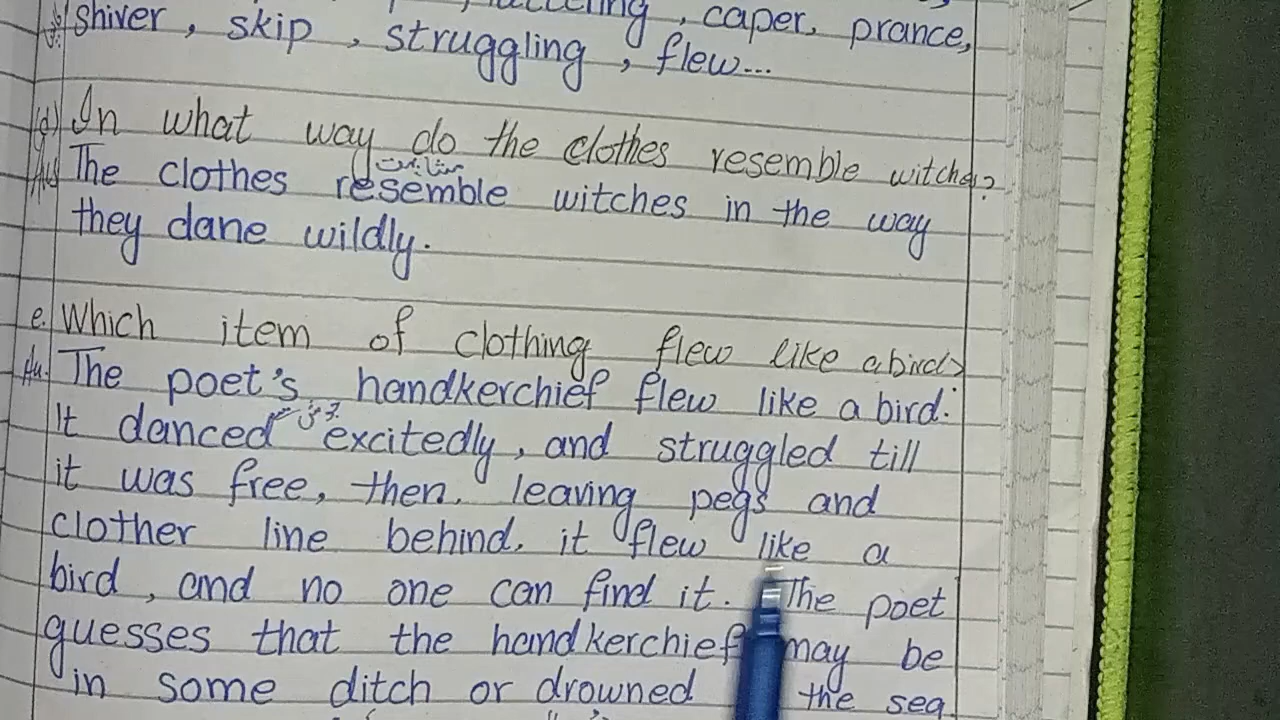 caper, prance,
shiver, skip, struggling, flew...
(d) In what way do the clothes resemble witches?
The clothes resemble witches in the way
they dane wildly.
e. Which item of clothing flew like a bird?
The poet's handkerchief flew like a bird.
It danced excitedly, and struggled till
it was free, then, leaving pegs and
clother line behind, it flew like a
bird, and no one can find it. The poet
guesses that the handkerchief may be
in some ditch or drowned the sea